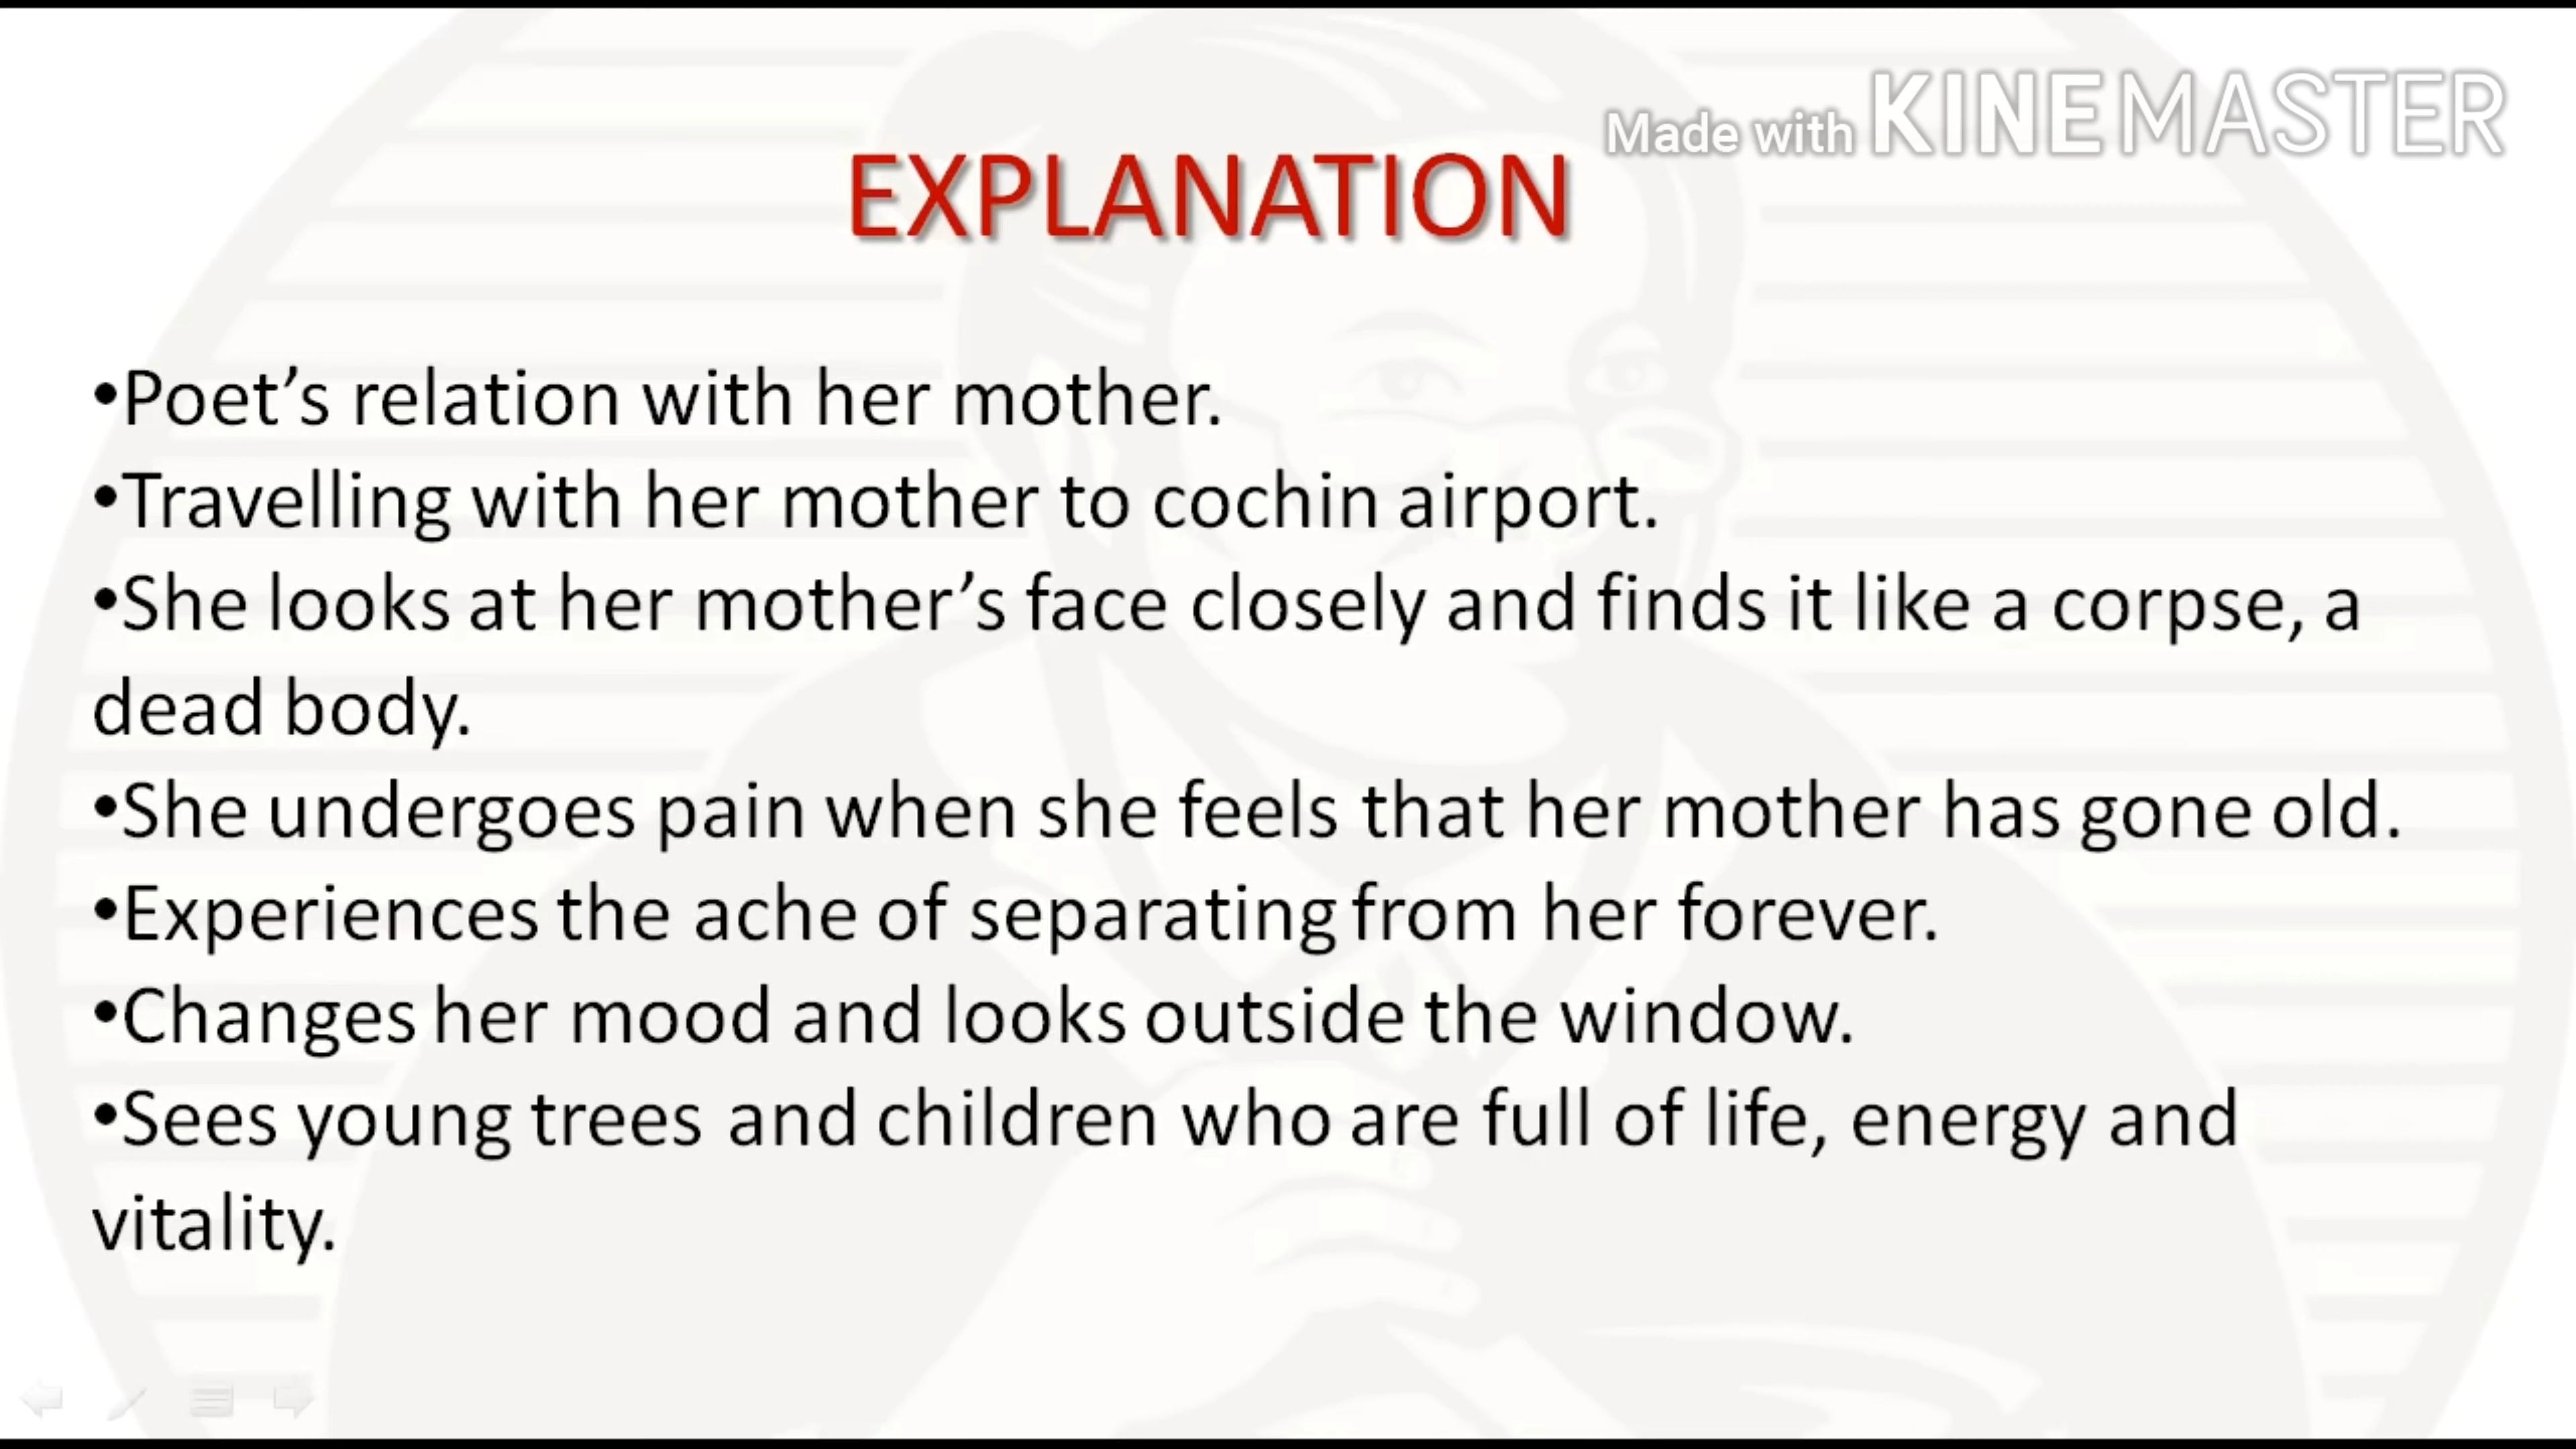 Made with KINEMASTER
EXPLANATION
•Poet’s relation with her mother.
•Travelling with her mother to cochin airport.
•She looks at her mother’s face closely and finds it like a corpse, a
dead body.
•She undergoes pain when she feels that her mother has gone old.
•Experiences the ache of separating from her forever.
•Changes her mood and looks outside the window.
•Sees young trees and children who are full of life, energy and
vitality.